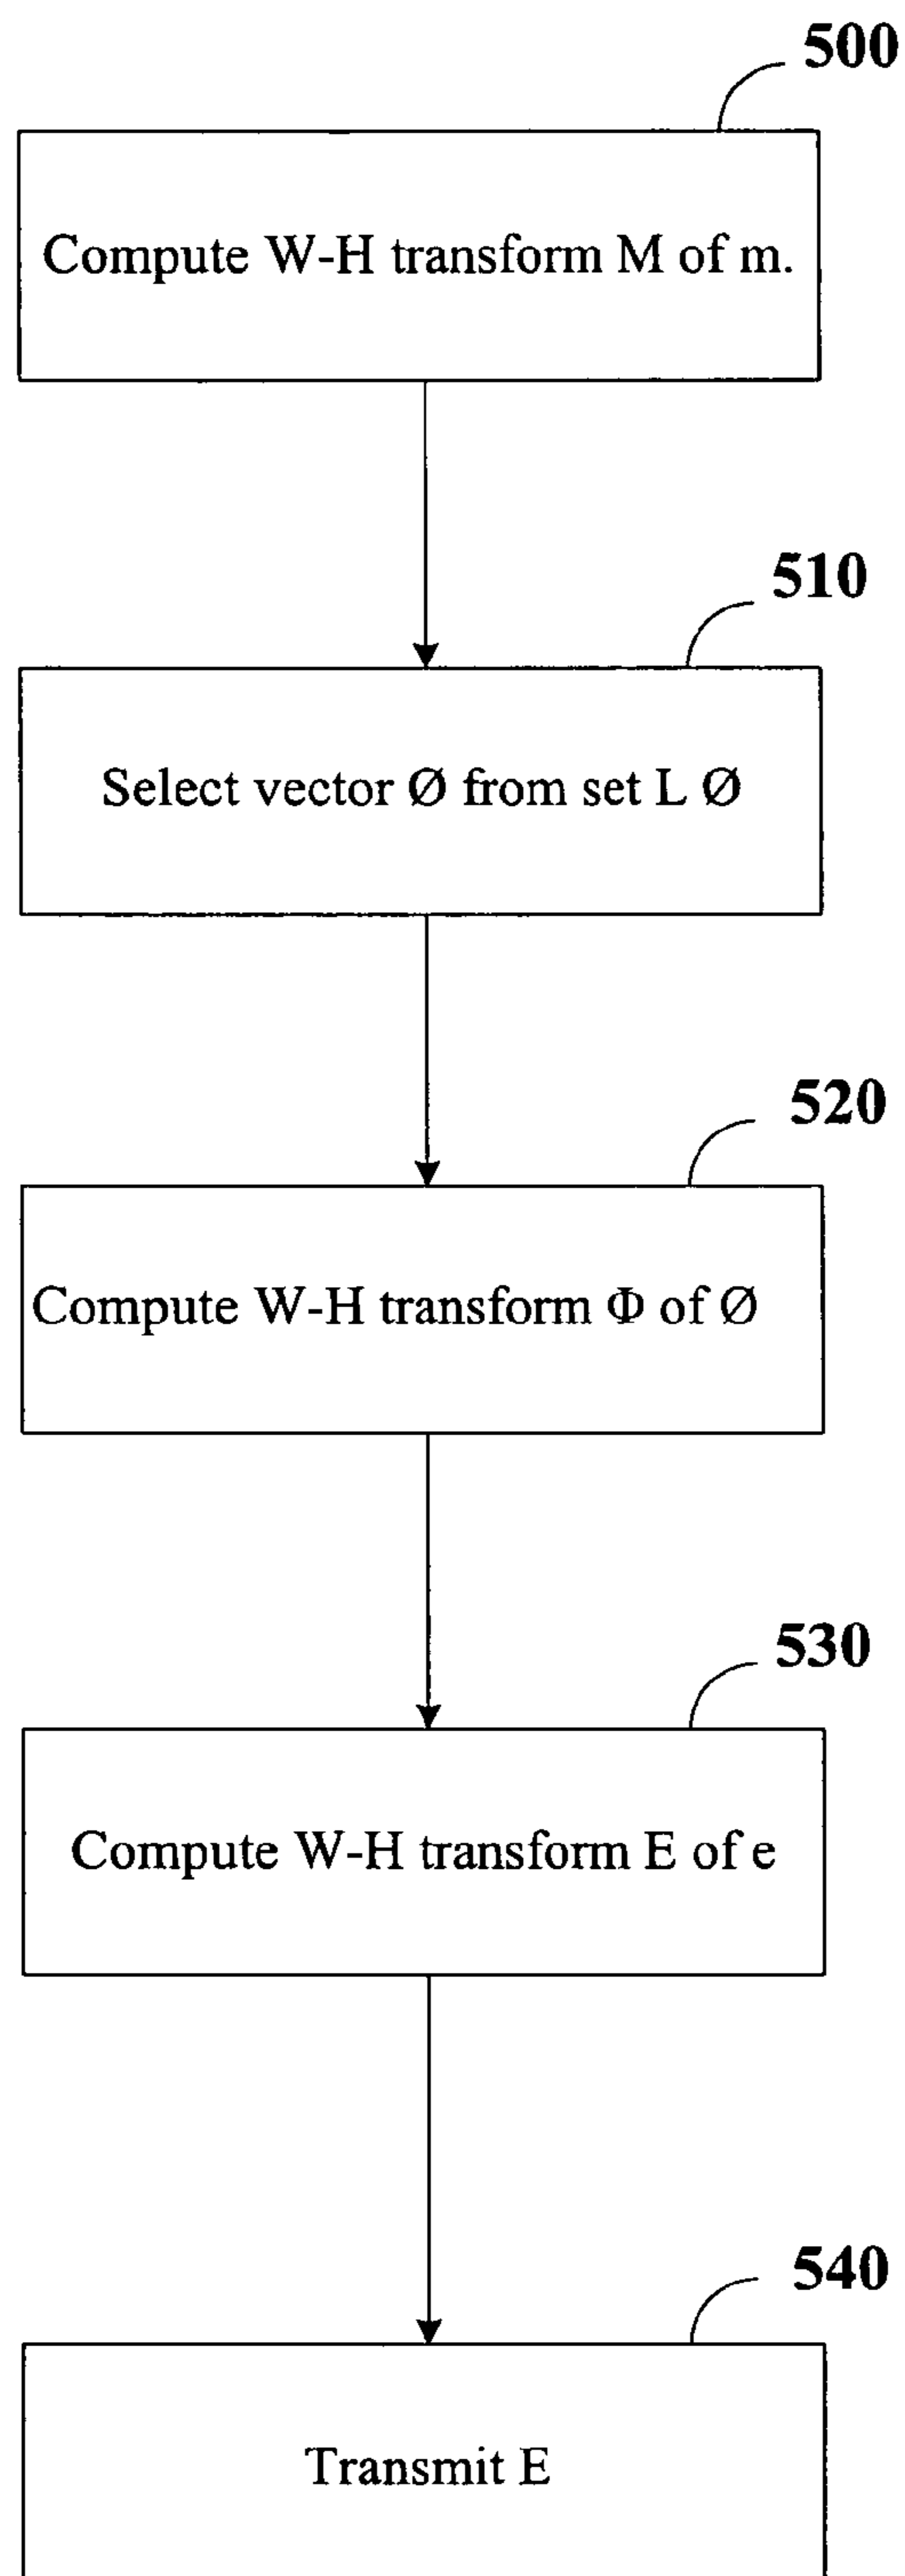 500
Compute W-H transform M of m.
510
Select vector Ø from set L Ø
520
Compute W-H transform Φ of Ø
530
Compute W-H transform E of e
540
Transmit E